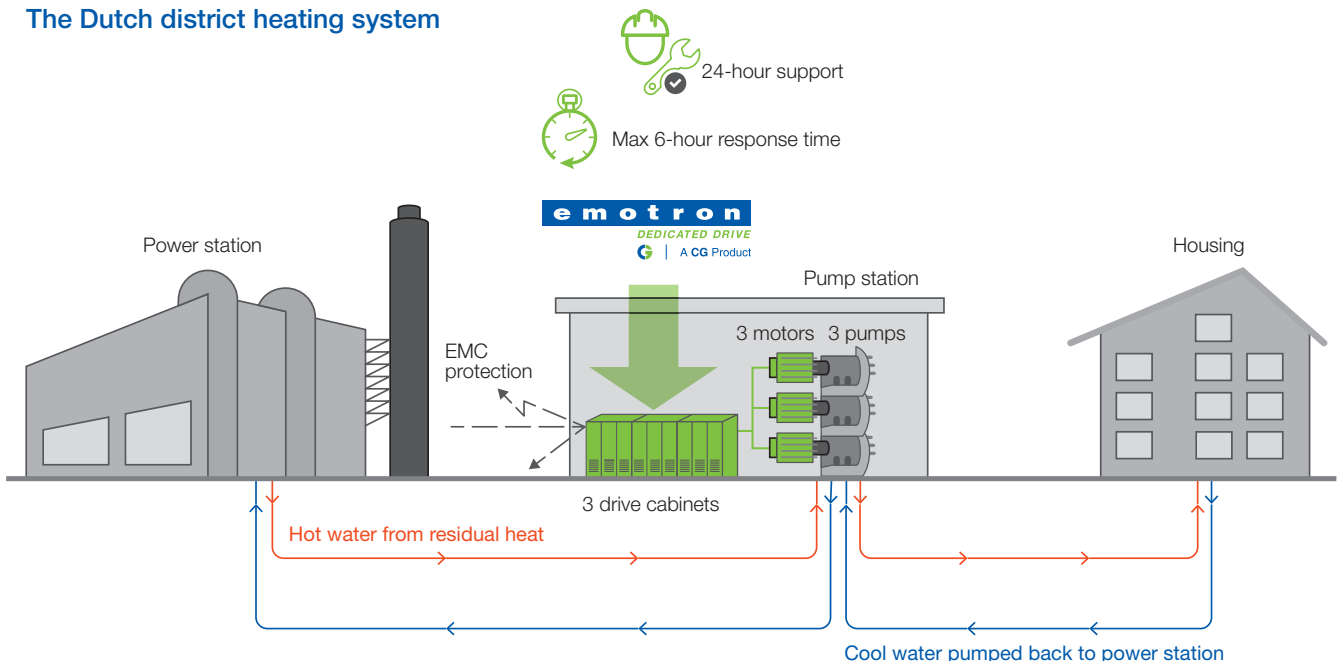 The Dutch district heating system
24-hour support
Max 6-hour response time
emotron
DEDICATED DRIVE
A CG Product
Power station
Pump station
Housing
3 motors
3 pumps
EMC
protection
3 drive cabinets
Hot water from residual heat
Cool water pumped back to power station